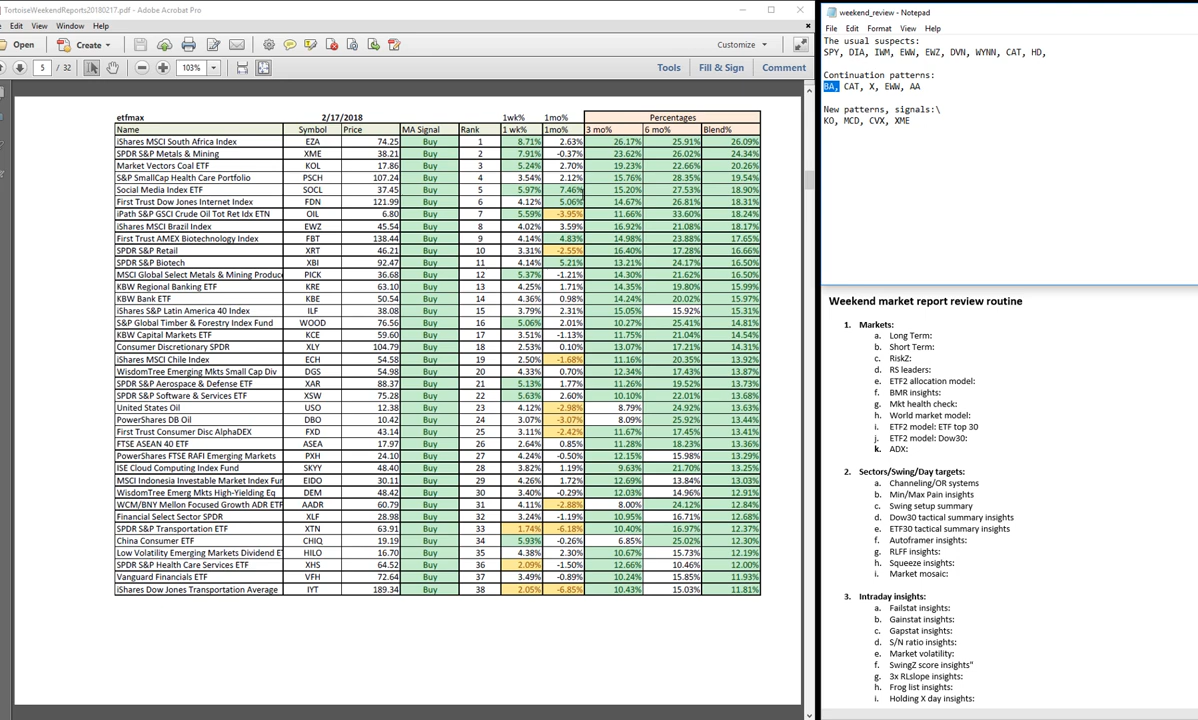 TortoiseWeekendReports20180217.pdf - Adobe Acrobat Pro
Edit View Window Help
Open Create Customize
5 / 32 103% Tools Fill & Sign Comment
etfmax 2/17/2018 1wk% 1mo% Percentages
Name Symbol Price MA Signal Rank 1 wk% 1mo% 3 mo% 6 mo% Blend%
iShares MSCI South Africa Index EZA 74.25 Buy 1 8.71% 2.63% 26.17% 25.91% 26.09%
SPDR S&P Metals & Mining XME 38.21 Buy 2 7.91% -0.37% 23.62% 26.02% 24.34%
Market Vectors Coal ETF KOL 17.86 Buy 3 5.24% 2.70% 19.23% 22.66% 20.26%
S&P SmallCap Health Care Portfolio PSCH 107.24 Buy 4 3.54% 2.12% 15.76% 28.35% 19.54%
Social Media Index ETF SOCL 37.45 Buy 5 5.97% 7.46% 15.20% 27.53% 18.90%
First Trust Dow Jones Internet Index FDN 121.99 Buy 6 4.12% 5.06% 14.67% 26.81% 18.31%
iPath S&P GSCI Crude Oil Tot Ret Idx ETN OIL 6.80 Buy 7 5.59% -3.95% 11.66% 33.60% 18.24%
iShares MSCI Brazil Index EWZ 45.54 Buy 8 4.02% 3.59% 16.92% 21.08% 18.17%
First Trust AMEX Biotechnology Index FBT 138.44 Buy 9 4.14% 4.83% 14.98% 23.88% 17.65%
SPDR S&P Retail XRT 46.21 Buy 10 3.31% -2.55% 16.40% 17.28% 16.66%
SPDR S&P Biotech XBI 92.47 Buy 11 4.14% 5.21% 13.21% 24.17% 16.50%
MSCI Global Select Metals & Mining Produce PICK 36.68 Buy 12 5.37% -1.21% 14.30% 21.62% 16.50%
KBW Regional Banking ETF KRE 63.10 Buy 13 4.25% 1.71% 14.35% 19.80% 15.99%
KBW Bank ETF KBE 50.54 Buy 14 4.36% 0.98% 14.24% 20.02% 15.97%
iShares S&P Latin America 40 Index ILF 38.08 Buy 15 3.79% 2.31% 15.05% 15.92% 15.31%
S&P Global Timber & Forestry Index Fund WOOD 76.56 Buy 16 5.06% 2.01% 10.27% 25.41% 14.81%
KBW Capital Markets ETF KCE 59.60 Buy 17 3.51% -1.13% 11.75% 21.04% 14.54%
Consumer Discretionary SPDR XLY 104.79 Buy 18 2.53% 0.10% 13.07% 17.21% 14.31%
iShares MSCI Chile Index ECH 54.58 Buy 19 2.50% -1.68% 11.16% 20.35% 13.92%
WisdomTree Emerging Mkts Small Cap Div DGS 54.98 Buy 20 4.33% 0.70% 12.34% 17.43% 13.87%
SPDR S&P Aerospace & Defense ETF XAR 88.37 Buy 21 5.13% 1.77% 11.26% 19.52% 13.73%
SPDR S&P Software & Services ETF XSW 75.28 Buy 22 5.63% 2.60% 10.10% 22.01% 13.68%
United States Oil USO 12.38 Buy 23 4.12% -2.98% 8.79% 24.92% 13.63%
PowerShares DB Oil DBO 10.42 Buy 24 3.07% -3.07% 8.09% 25.92% 13.44%
First Trust Consumer Disc AlphaDEX FXD 43.14 Buy 25 3.11% -2.42% 11.67% 17.45% 13.41%
FTSE ASEAN 40 ETF ASEA 17.97 Buy 26 2.64% 0.85% 11.28% 18.23% 13.36%
PowerShares FTSE RAFI Emerging Markets PXH 24.10 Buy 27 4.24% -0.50% 12.15% 15.98% 13.30%
ISE Cloud Computing Index Fund SKYY 48.40 Buy 28 3.82% 1.19% 9.63% 21.70% 13.25%
MSCI Indonesia Investable Market Index Fun EIDO 30.11 Buy 29 4.26% 1.72% 12.69% 13.84% 13.03%
WisdomTree Emerg Mkts High-Yielding Eq DEM 48.42 Buy 30 3.40% -0.29% 12.03% 14.96% 12.91%
WCM/BNY Mellon Focused Growth ADR ETF AADR 60.79 Buy 31 4.11% -2.88% 8.00% 24.12% 12.84%
Financial Select Sector SPDR XLF 28.98 Buy 32 3.24% -1.19% 10.95% 16.71% 12.68%
SPDR S&P Transportation ETF XTN 63.91 Buy 33 1.74% -6.18% 10.40% 16.97% 12.37%
China Consumer ETF CHIQ 19.19 Buy 34 5.93% -0.26% 6.85% 25.02% 12.30%
Low Volatility Emerging Markets Dividend ET HILO 16.70 Buy 35 4.38% 2.30% 10.67% 15.73% 12.19%
SPDR S&P Health Care Services ETF XHS 64.52 Buy 36 2.09% -1.50% 12.66% 10.46% 12.00%
Vanguard Financials ETF VFH 72.64 Buy 37 3.49% -0.89% 10.24% 15.85% 11.93%
iShares Dow Jones Transportation Average IYT 189.34 Buy 38 2.05% -6.85% 10.43% 15.03% 11.81%
weekend_review - Notepad
File Edit Format View Help
The usual suspects:
SPY, DIA, IWM, EWW, EWZ, DVN, WYNN, CAT, HD,
Continuation patterns:
BA, CAT, X, EWW, AA
New patterns, signals:\
KO, MCD, CVX, XME
Weekend market report review routine
1. Markets:
a. Long Term:
b. Short Term:
c. RiskZ:
d. RS leaders:
e. ETF2 allocation model:
f. BMR insights:
g. Mkt health check:
h. World market model:
i. ETF2 model: ETF top 30
j. ETF2 model: Dow30:
k. ADX:
2. Sectors/Swing/Day targets:
a. Channeling/OR systems
b. Min/Max Pain insights
c. Swing setup summary
d. Dow30 tactical summary insights
e. ETF30 tactical summary insights
f. Autoframer insights:
g. RLFF insights:
h. Squeeze insights:
i. Market mosaic:
3. Intraday insights:
a. Failstat insights:
b. Gainstat insights:
c. Gapstat insights:
d. S/N ratio insights:
e. Market volatility:
f. SwingZ score insights"
g. 3x RLslope insights:
h. Frog list insights:
i. Holding X day insights: